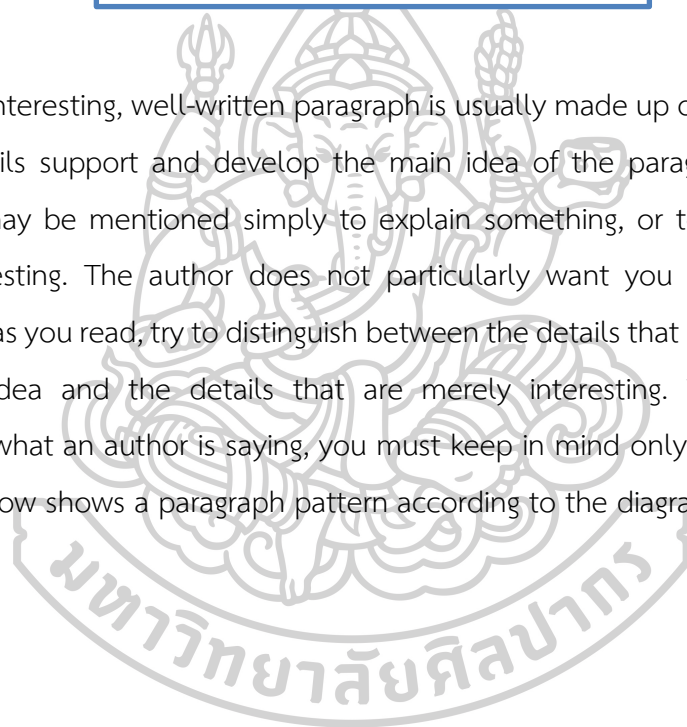 nteresting, well-written paragraph is usually made up o
ils support and develop the main idea of the parag
ay be mentioned simply to explain something, or t
esting. The author does not particularly want you
as you read, try to distinguish between the details that
dea and the details that are merely interesting.
what an author is saying, you must keep in mind only
ow shows a paragraph pattern according to the diagra
มหาวิทยาลัยศิลปากร